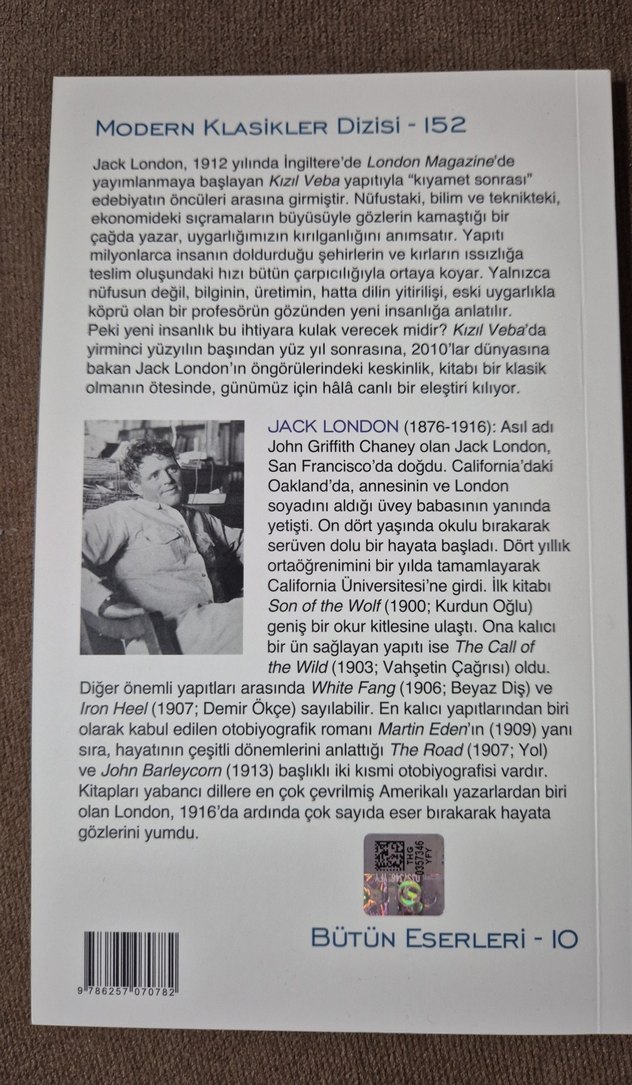 MODERN KLASİKLER DİZİSİ - 152
Jack London, 1912 yılında İngiltere'de London Magazine'de
yayımlanmaya başlayan Kızıl Veba yapıtıyla "kıyamet sonrası"
edebiyatın öncüleri arasına girmiştir. Nüfustaki, bilim ve teknikteki,
ekonomideki sıçramaların büyüsüyle gözlerin kamaştığı bir
çağda yazar, uygarlığımızın kırılganlığını anımsatır. Yapıtı
milyonlarca insanın doldurduğu şehirlerin ve kırların ıssızlığa
teslim oluşundaki hızı bütün çarpıcılığıyla ortaya koyar. Yalnızca
nüfusun değil, bilginin, üretimin, hatta dilin yitirilişi, eski uygarlıkla
köprü olan bir profesörün gözünden yeni insanlığa anlatılır.
Peki yeni insanlık bu ihtiyara kulak verecek midir? Kızıl Veba'da
yirminci yüzyılın başından yüz yıl sonrasına, 2010'lar dünyasına
bakan Jack London'ın öngörülerindeki keskinlik, kitabı bir klasik
olmanın ötesinde, günümüz için hâlâ canlı bir eleştiri kılıyor.
JACK LONDON (1876-1916): Asıl adı
John Griffith Chaney olan Jack London,
San Francisco'da doğdu. California'daki
Oakland'da, annesinin ve London
soyadını aldığı üvey babasının yanında
yetişti. On dört yaşında okulu bırakarak
serüven dolu bir hayata başladı. Dört yıllık
ortaöğrenimini bir yılda tamamlayarak
California Üniversitesi'ne girdi. İlk kitabı
Son of the Wolf (1900; Kurdun Oğlu)
geniş bir okur kitlesine ulaştı. Ona kalıcı
bir ün sağlayan yapıtı ise The Call of
the Wild (1903; Vahşetin Çağrısı) oldu.
Diğer önemli yapıtları arasında White Fang (1906; Beyaz Diş) ve
Iron Heel (1907; Demir Ökçe) sayılabilir. En kalıcı yapıtlarından biri
olarak kabul edilen otobiyografik romanı Martin Eden'ın (1909) yanı
sıra, hayatının çeşitli dönemlerini anlattığı The Road (1907; Yol)
ve John Barleycorn (1913) başlıklı iki kısmi otobiyografisi vardır.
Kitapları yabancı dillere en çok çevrilmiş Amerikalı yazarlardan biri
olan London, 1916'da ardında çok sayıda eser bırakarak hayata
gözlerini yumdu.
THG
YFY
0357346
BÜTÜN ESERLERİ - 10
9 786257 070782